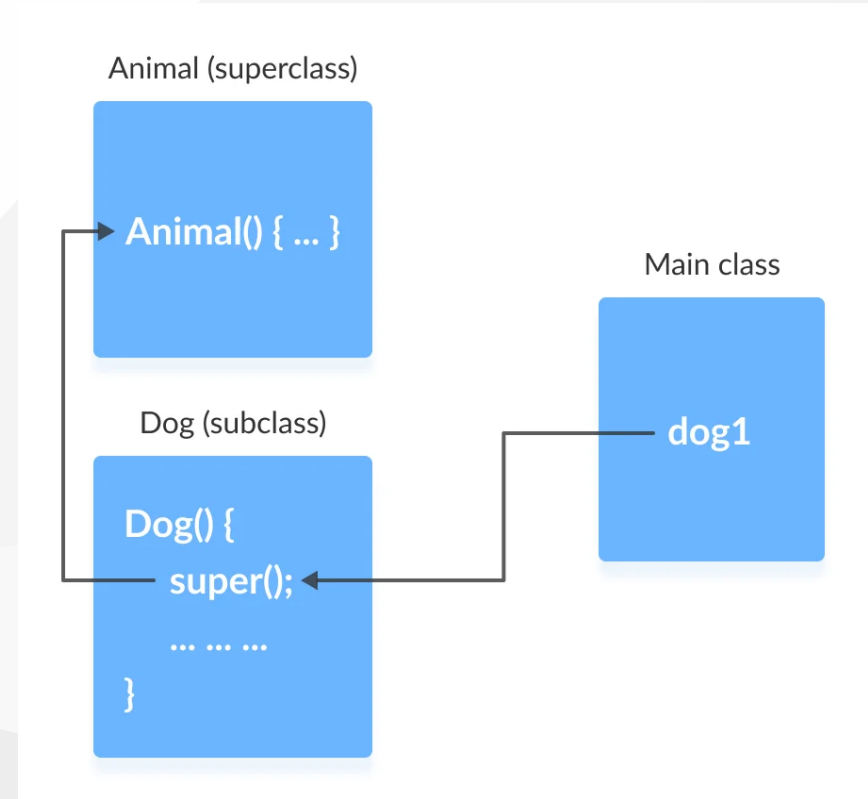 Animal (superclass)
Animal() { ... }
Main class
dog1
Dog (subclass)
Dog() {
super();
... ... ...
}